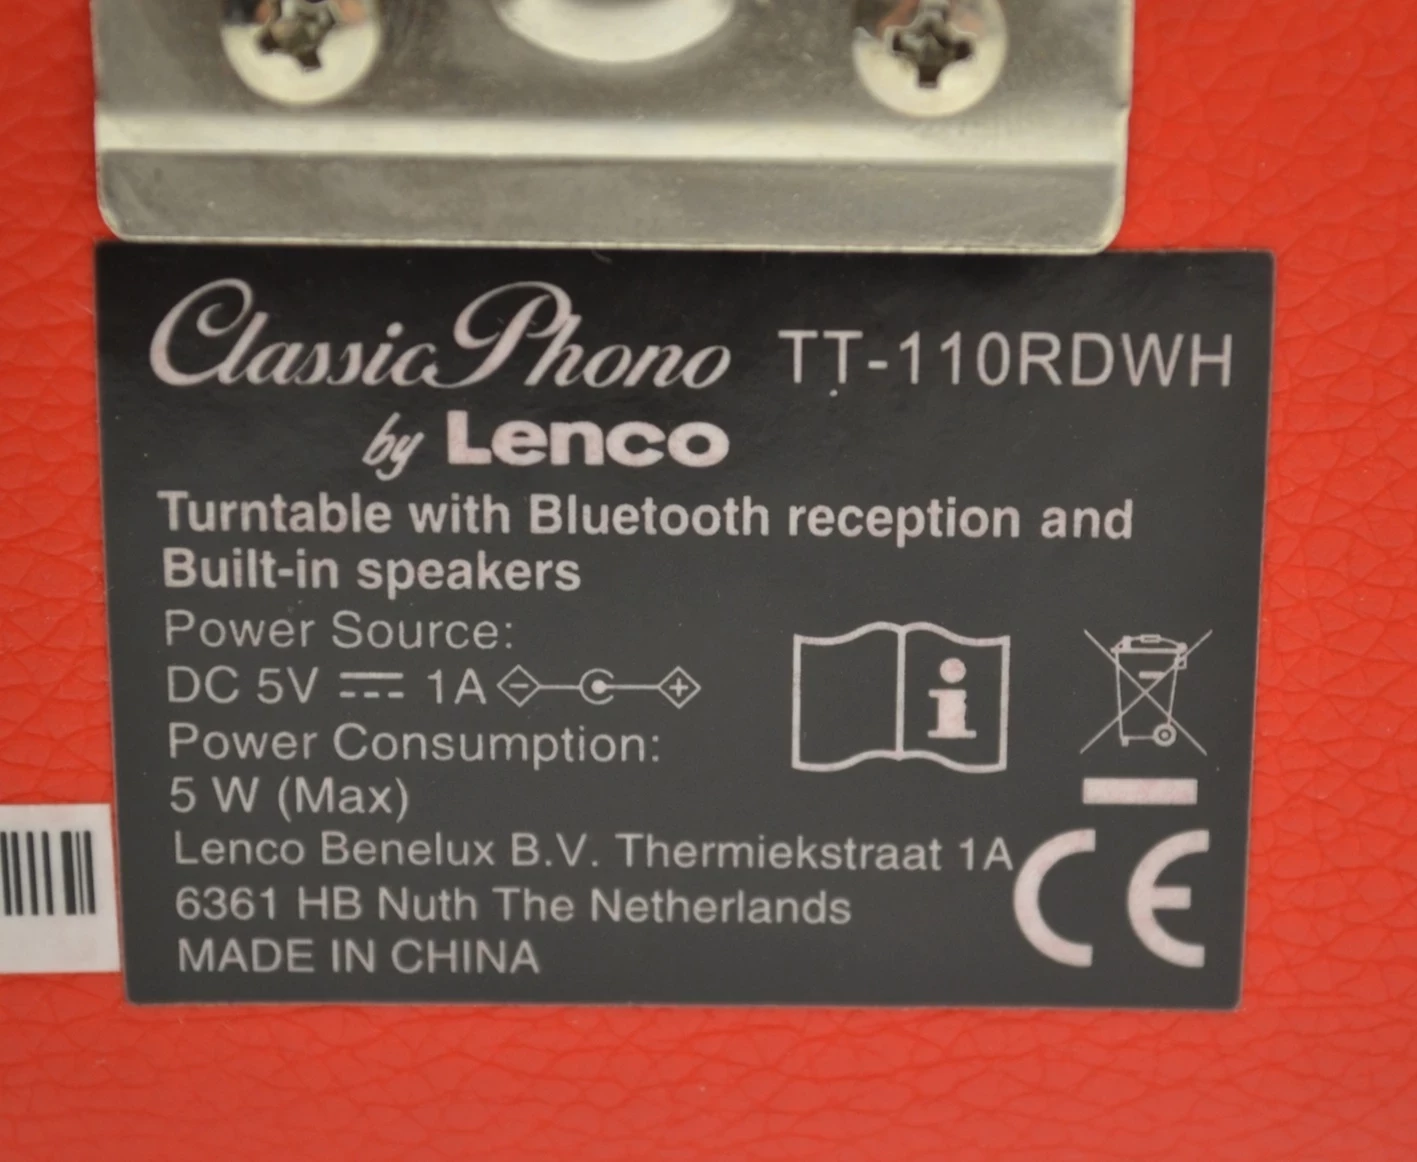 Classic Phono TT-110RDWH
by Lenco
Turntable with Bluetooth reception and
Built-in speakers
Power Source:
DC 5V ⎓ 1A
Power Consumption:
5 W (Max)
Lenco Benelux B.V. Thermiekstraat 1A
6361 HB Nuth The Netherlands
MADE IN CHINA
CE